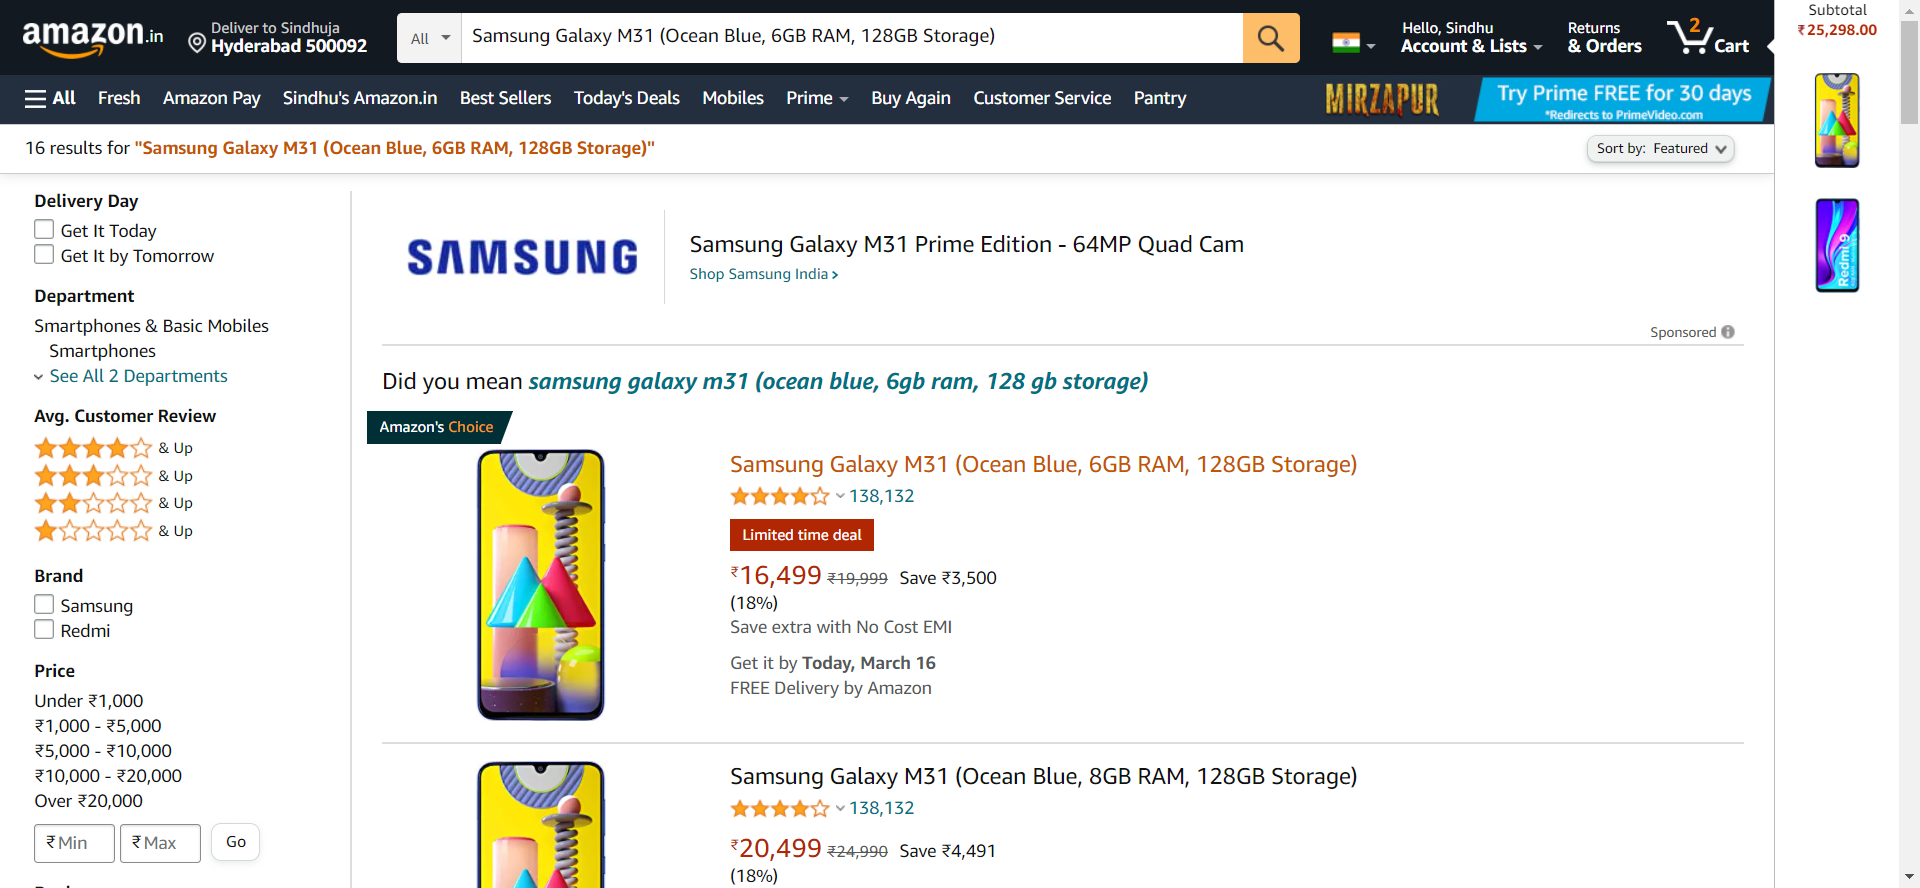 amazon.in
Deliver to Sindhuja
Hyderabad 500092
All
Samsung Galaxy M31 (Ocean Blue, 6GB RAM, 128GB Storage)
Hello, Sindhu
Account & Lists
Returns
& Orders
2
Cart
Subtotal
₹25,298.00
All
Fresh
Amazon Pay
Sindhu's Amazon.in
Best Sellers
Today's Deals
Mobiles
Prime
Buy Again
Customer Service
Pantry
MIRZAPUR
Try Prime FREE for 30 days
*Redirects to PrimeVideo.com
16 results for "Samsung Galaxy M31 (Ocean Blue, 6GB RAM, 128GB Storage)"
Sort by: Featured
Redmi 9
Delivery Day
Get It Today
Get It by Tomorrow
Department
Smartphones & Basic Mobiles
Smartphones
See All 2 Departments
Avg. Customer Review
& Up
& Up
& Up
& Up
Brand
Samsung
Redmi
Price
Under ₹1,000
₹1,000 - ₹5,000
₹5,000 - ₹10,000
₹10,000 - ₹20,000
Over ₹20,000
₹ Min
₹ Max
Go
SAMSUNG
Samsung Galaxy M31 Prime Edition - 64MP Quad Cam
Shop Samsung India ›
Sponsored
Did you mean samsung galaxy m31 (ocean blue, 6gb ram, 128 gb storage)
Amazon's Choice
Samsung Galaxy M31 (Ocean Blue, 6GB RAM, 128GB Storage)
138,132
Limited time deal
₹16,499 ₹19,999 Save ₹3,500
(18%)
Save extra with No Cost EMI
Get it by Today, March 16
FREE Delivery by Amazon
Samsung Galaxy M31 (Ocean Blue, 8GB RAM, 128GB Storage)
138,132
₹20,499 ₹24,990 Save ₹4,491
(18%)